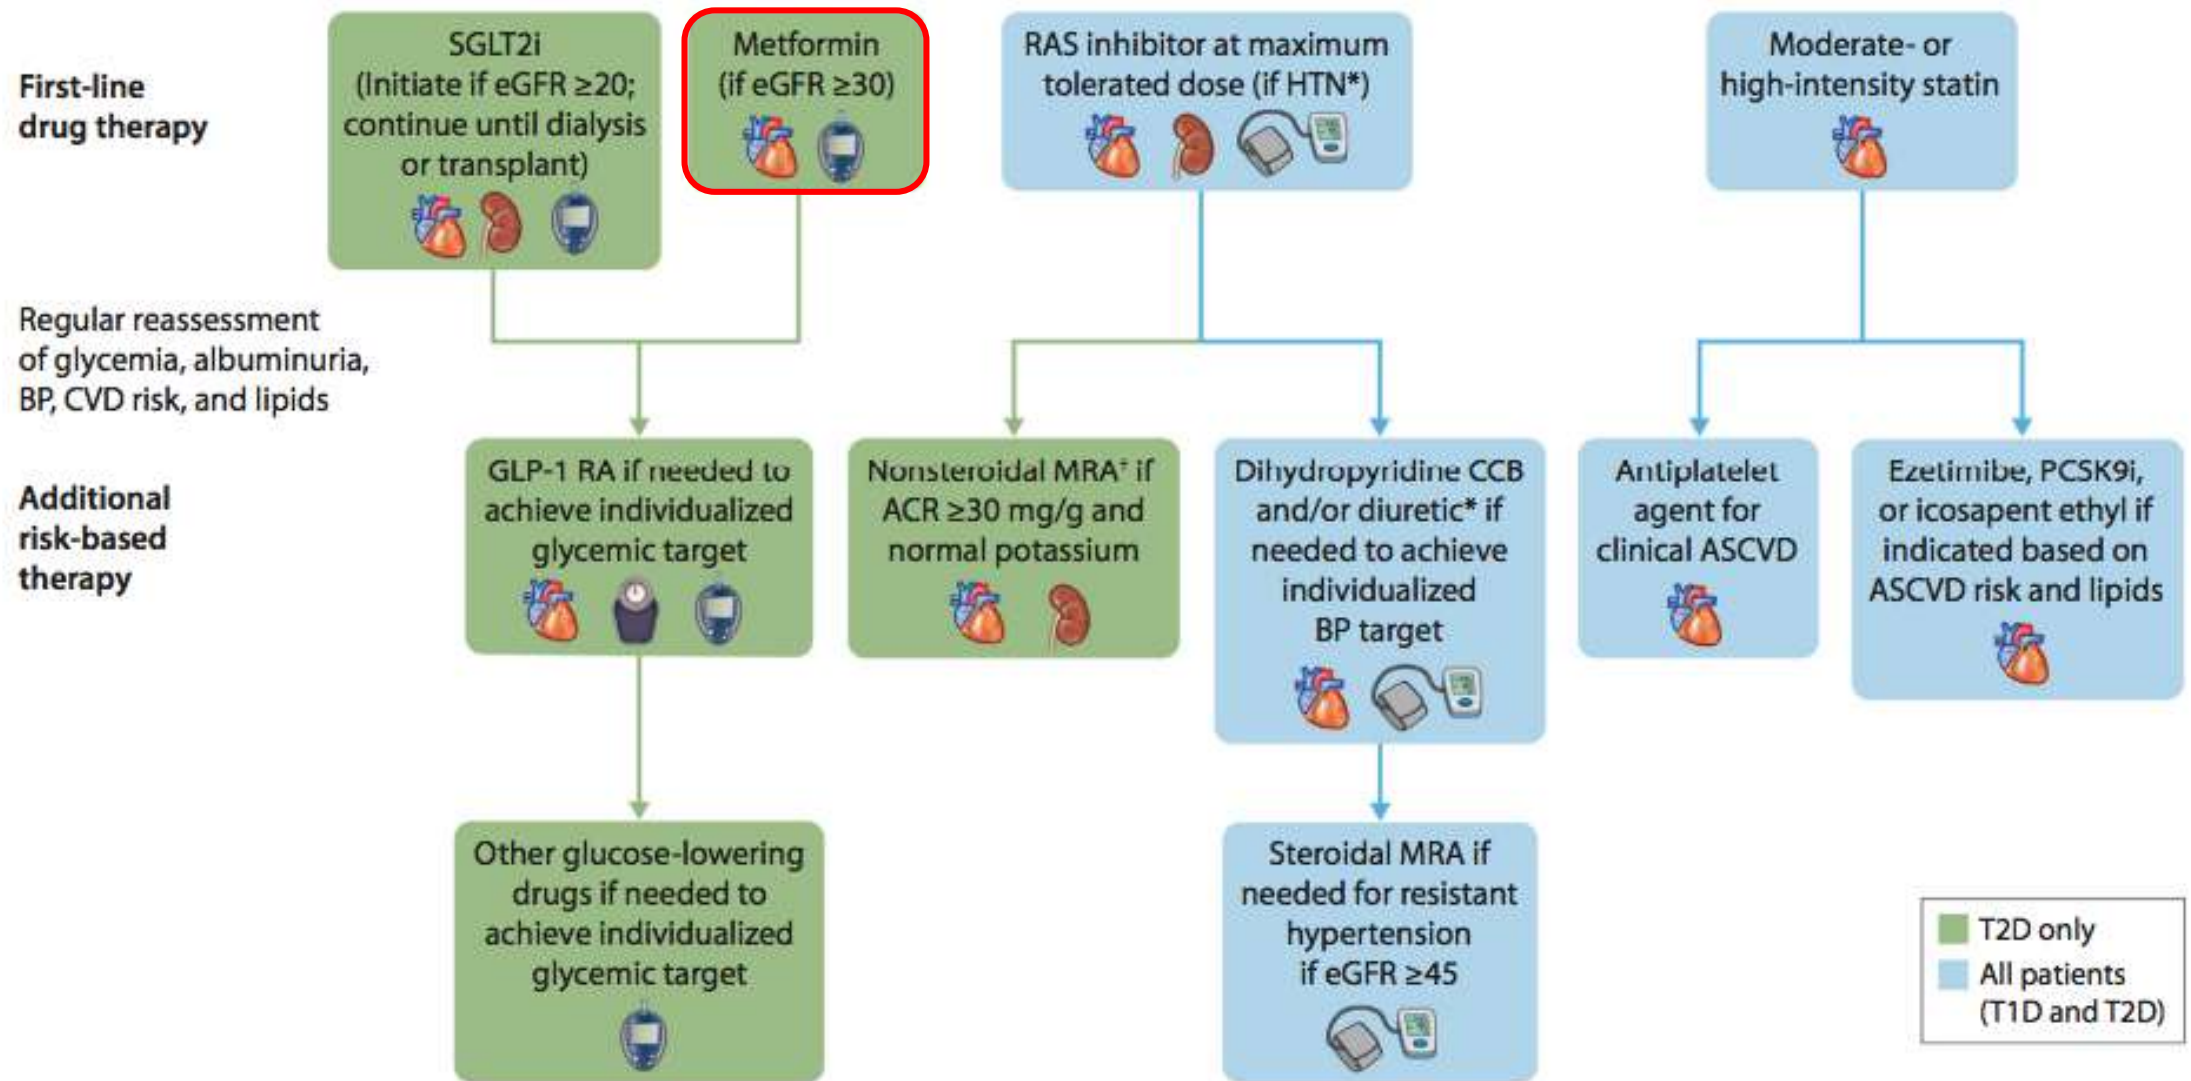 First-line
drug therapy
SGLT2i
(Initiate if eGFR ≥20;
continue until dialysis
or transplant)
Metformin
(if eGFR ≥30)
RAS inhibitor at maximum
tolerated dose (if HTN*)
Moderate- or
high-intensity statin
Regular reassessment
of glycemia, albuminuria,
BP, CVD risk, and lipids
Additional
risk-based
therapy
GLP-1 RA if needed to
achieve individualized
glycemic target
Nonsteroidal MRA‡ if
ACR ≥30 mg/g and
normal potassium
Dihydropyridine CCB
and/or diuretic* if
needed to achieve
individualized
BP target
Antiplatelet
agent for
clinical ASCVD
Ezetimibe, PCSK9i,
or icosapent ethyl if
indicated based on
ASCVD risk and lipids
Other glucose-lowering
drugs if needed to
achieve individualized
glycemic target
Steroidal MRA if
needed for resistant
hypertension
if eGFR ≥45
T2D only
All patients
(T1D and T2D)